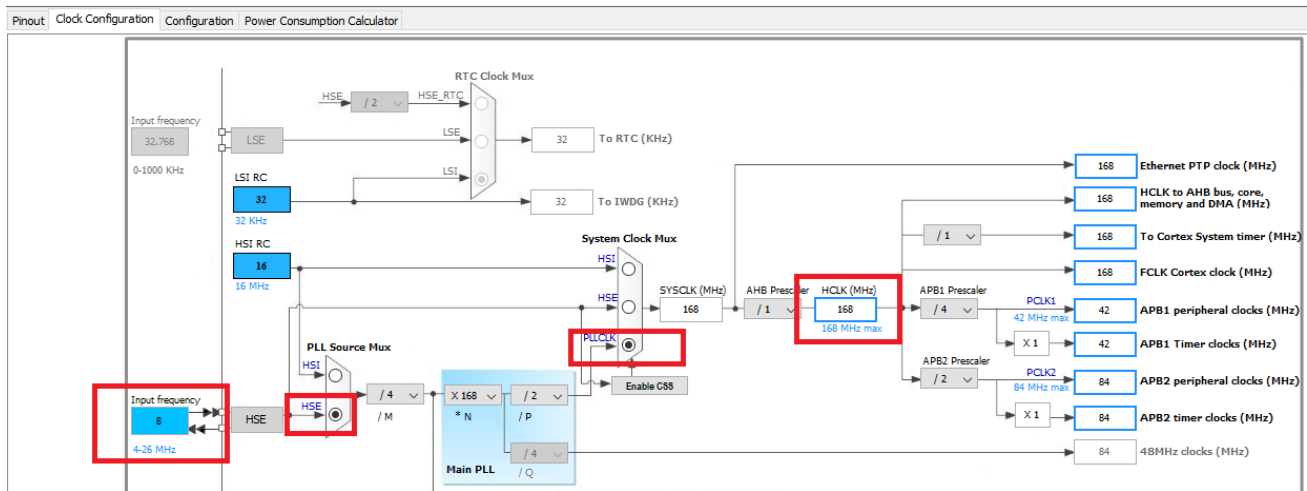 Pinout Clock Configuration Configuration Power Consumption Calculator
RTC Clock Mux
HSE / 2 HSE_RTC
Input frequency
32.768
0-1000 KHz
LSE
LSE
32 To RTC (KHz)
LSI RC
32
32 KHz
LSI
32 To IWDG (KHz)
HSI RC
16
16 MHz
System Clock Mux
HSI
HSE
PLLCLK
Enable CSS
SYSCLK (MHz)
168
AHB Prescaler
/ 1
HCLK (MHz)
168
168 MHz max
168 Ethernet PTP clock (MHz)
168 HCLK to AHB bus, core,
memory and DMA (MHz)
/ 1 168 To Cortex System timer (MHz)
168 FCLK Cortex clock (MHz)
APB1 Prescaler
/ 4
PCLK1
42 MHz max
42 APB1 peripheral clocks (MHz)
X 1 42 APB1 Timer clocks (MHz)
APB2 Prescaler
/ 2
PCLK2
84 MHz max
84 APB2 peripheral clocks (MHz)
X 1 84 APB2 timer clocks (MHz)
84 48MHz clocks (MHz)
PLL Source Mux
HSI
HSE
Input frequency
8
4-26 MHz
HSE
/ 4
/ M
X 168
* N
/ 2
/ P
/ 4
/ Q
Main PLL